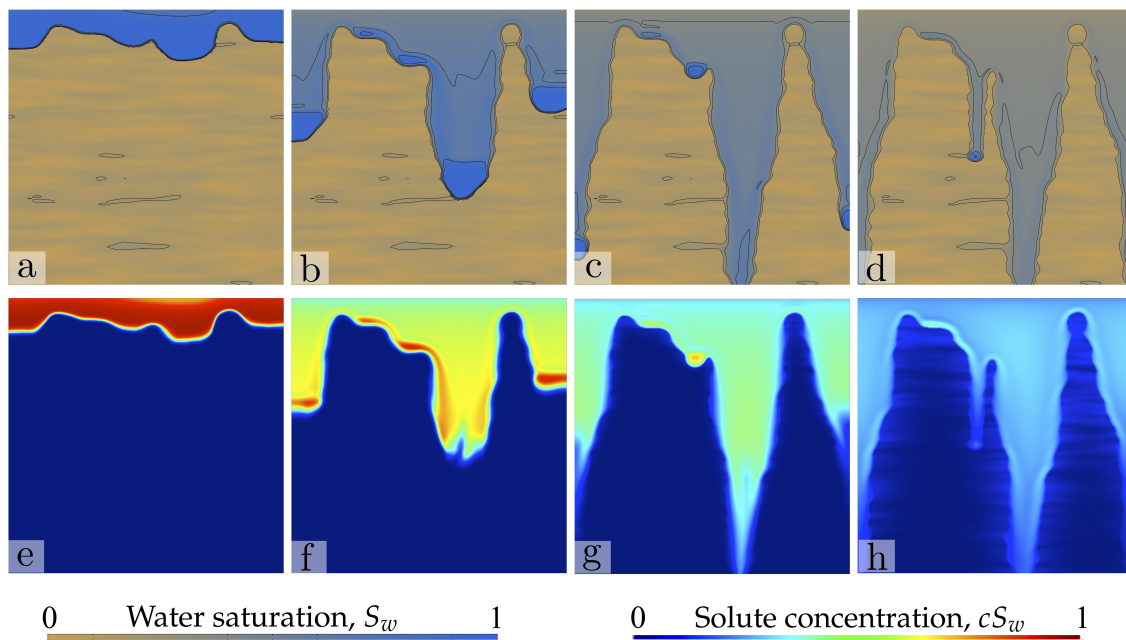 a b c d
e f g h
0 Water saturation, S_w 1 0 Solute concentration, cS_w 1